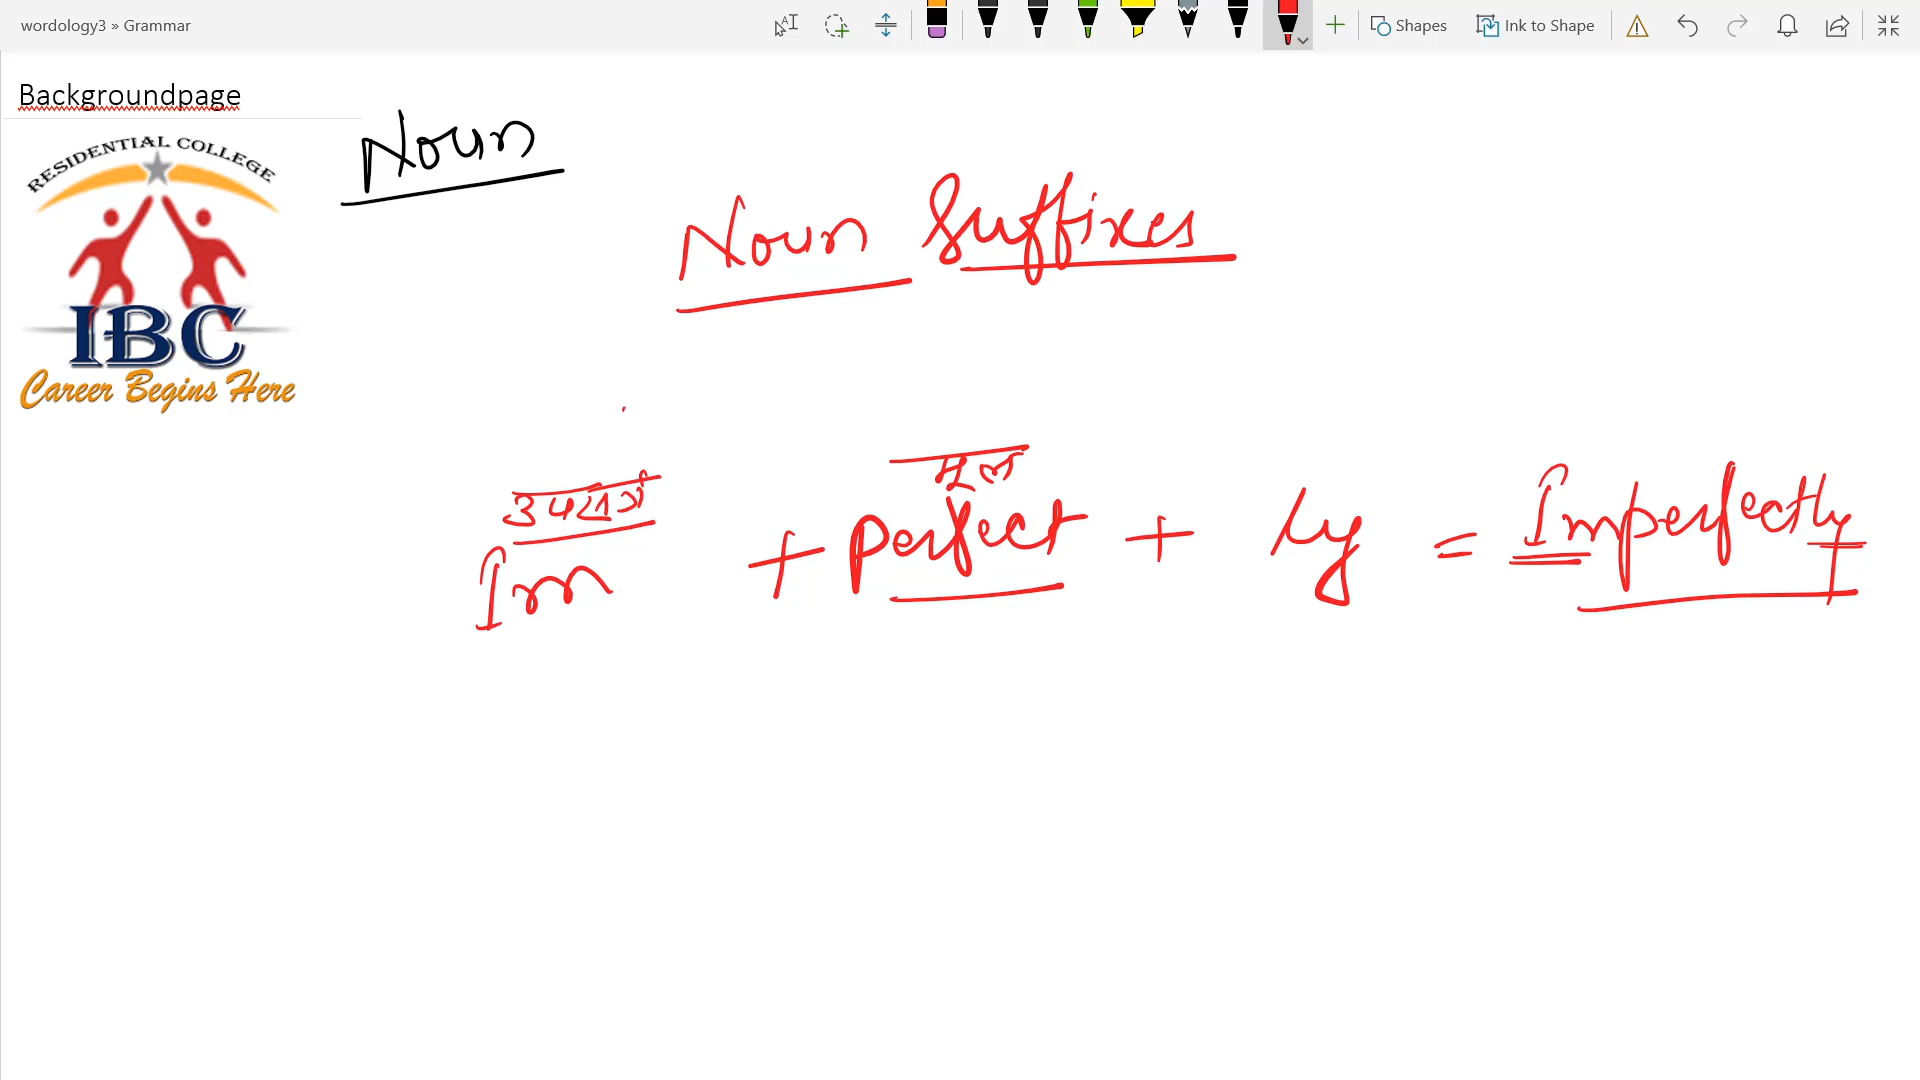 wordology3 » Grammar
Shapes
Ink to Shape
Backgroundpage
RESIDENTIAL COLLEGE
IBC
Career Begins Here
Noun
Noun Suffixes
उपसर्ग
मूल
Im + perfect + ly = Imperfectly